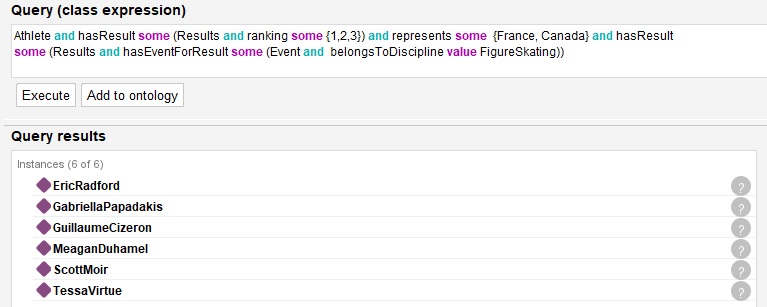 Query (class expression)
Athlete and hasResult some (Results and ranking some {1,2,3}) and represents some  {France, Canada} and hasResult
some (Results and hasEventForResult some (Event and  belongsToDiscipline value FigureSkating))
Execute Add to ontology
Query results
Instances (6 of 6)
EricRadford ?
GabriellaPapadakis ?
GuillaumeCizeron ?
MeaganDuhamel ?
ScottMoir ?
TessaVirtue ?